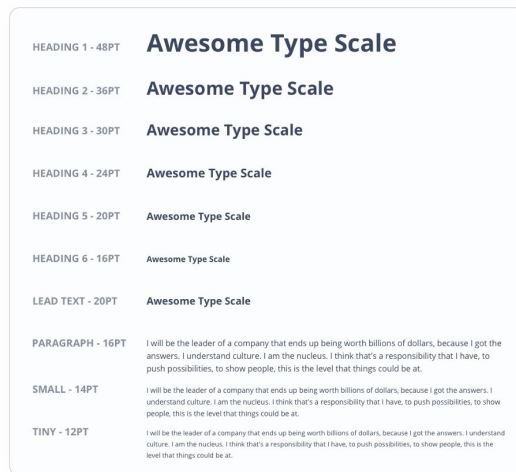 HEADING 1 - 48PT Awesome Type Scale
HEADING 2 - 36PT Awesome Type Scale
HEADING 3 - 30PT Awesome Type Scale
HEADING 4 - 24PT Awesome Type Scale
HEADING 5 - 20PT Awesome Type Scale
HEADING 6 - 16PT Awesome Type Scale
LEAD TEXT - 20PT Awesome Type Scale
PARAGRAPH - 16PT I will be the leader of a company that ends up being worth billions of dollars, because I got the
answers. I understand culture. I am the nucleus. I think that's a responsibility that I have, to
push possibilities, to show people, this is the level that things could be at.
SMALL - 14PT I will be the leader of a company that ends up being worth billions of dollars, because I got the answers. I
understand culture. I am the nucleus. I think that's a responsibility that I have, to push possibilities, to show
people, this is the level that things could be at.
TINY - 12PT I will be the leader of a company that ends up being worth billions of dollars, because I got the answers. I understand
culture. I am the nucleus. I think that's a responsibility that I have, to push possibilities, to show people, this is the
level that things could be at.